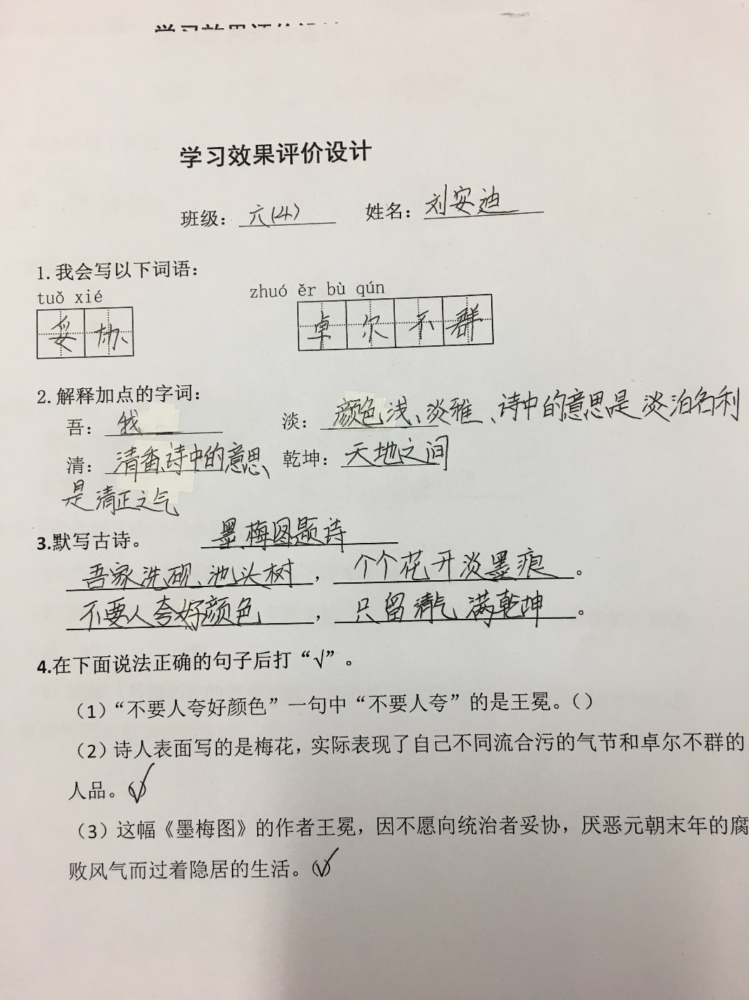 学习效果评价设计
班级：六(4) 姓名：刘安迪
1.我会写以下词语：
tuǒ xié zhuó ěr bù qún
妥协 卓尔不群
2.解释加点的字词：
吾：我 淡：颜色浅、淡雅、诗中的意思是淡泊名利
清：清香、诗中的意思、 乾坤：天地之间
是清正之气
3.默写古诗。 墨梅图题诗
吾家洗砚池头树，个个花开淡墨痕。
不要人夸好颜色，只留清气满乾坤。
4.在下面说法正确的句子后打“√”。
（1）“不要人夸好颜色”一句中“不要人夸”的是王冕。（）
（2）诗人表面写的是梅花，实际表现了自己不同流合污的气节和卓尔不群的
人品。（√）
（3）这幅《墨梅图》的作者王冕，因不愿向统治者妥协，厌恶元朝末年的腐
败风气而过着隐居的生活。（√）